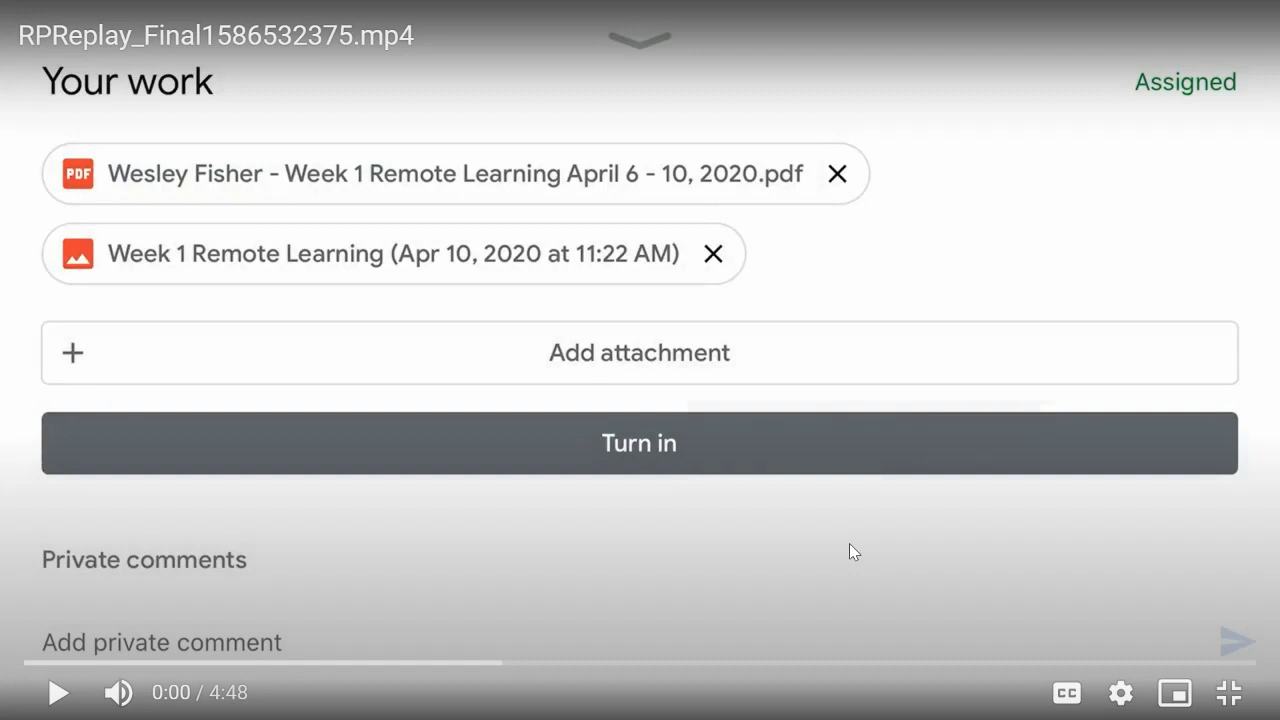 RPReplay_Final1586532375.mp4
Your work
Assigned
PDF Wesley Fisher - Week 1 Remote Learning April 6 - 10, 2020.pdf
Week 1 Remote Learning (Apr 10, 2020 at 11:22 AM)
Add attachment
Turn in
Private comments
Add private comment
0:00 / 4:48
CC